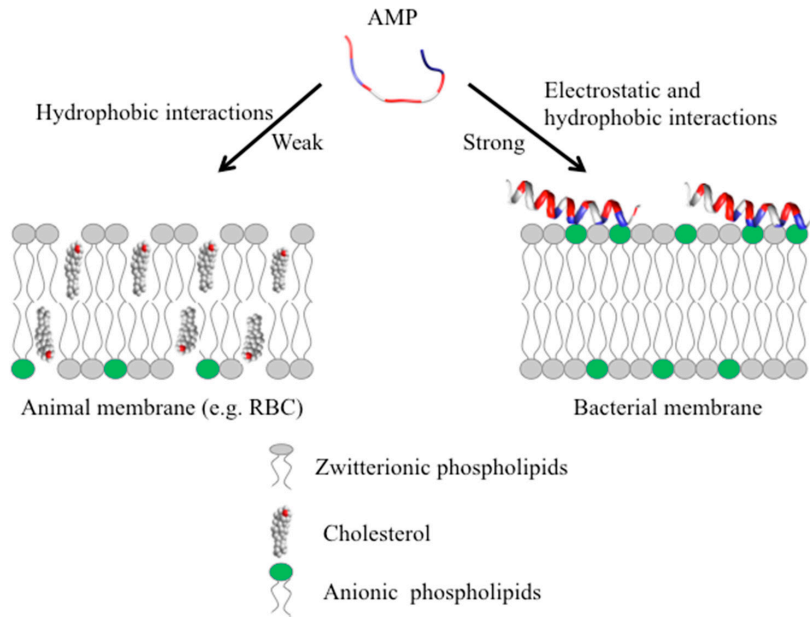 AMP
Hydrophobic interactions
Weak
Electrostatic and
hydrophobic interactions
Strong
Animal membrane (e.g. RBC)
Bacterial membrane
Zwitterionic phospholipids
Cholesterol
Anionic phospholipids